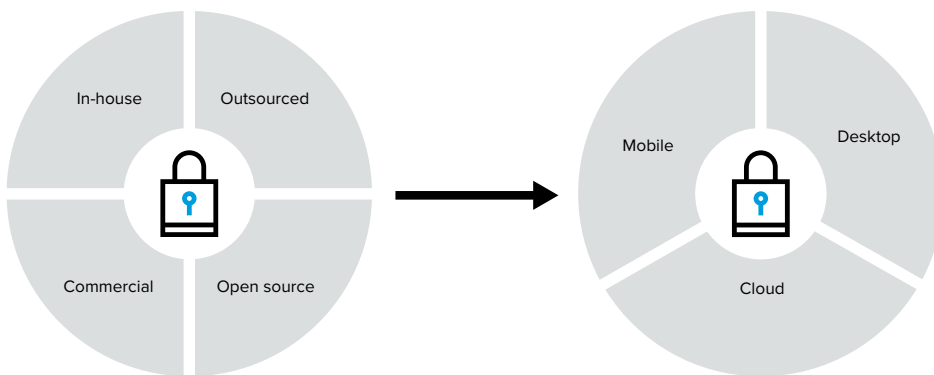 In-house
Outsourced
Commercial
Open source
Mobile
Desktop
Cloud